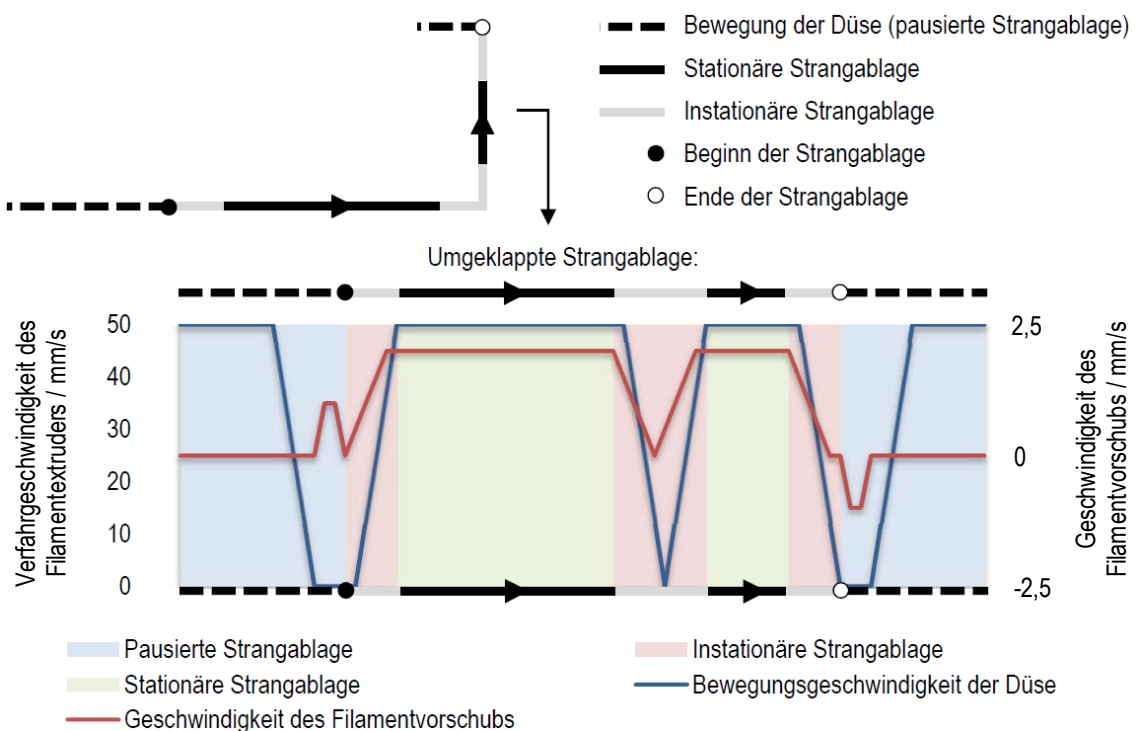 Bewegung der Düse (pausierte Strangablage)
Stationäre Strangablage
Instationäre Strangablage
Beginn der Strangablage
Ende der Strangablage
Umgeklappte Strangablage:
Verfahrgeschwindigkeit des
Filamentextruders / mm/s
50
40
30
20
10
0
2,5
0
-2,5
Geschwindigkeit des
Filamentvorschubs / mm/s
Pausierte Strangablage
Instationäre Strangablage
Stationäre Strangablage
Bewegungsgeschwindigkeit der Düse
Geschwindigkeit des Filamentvorschubs